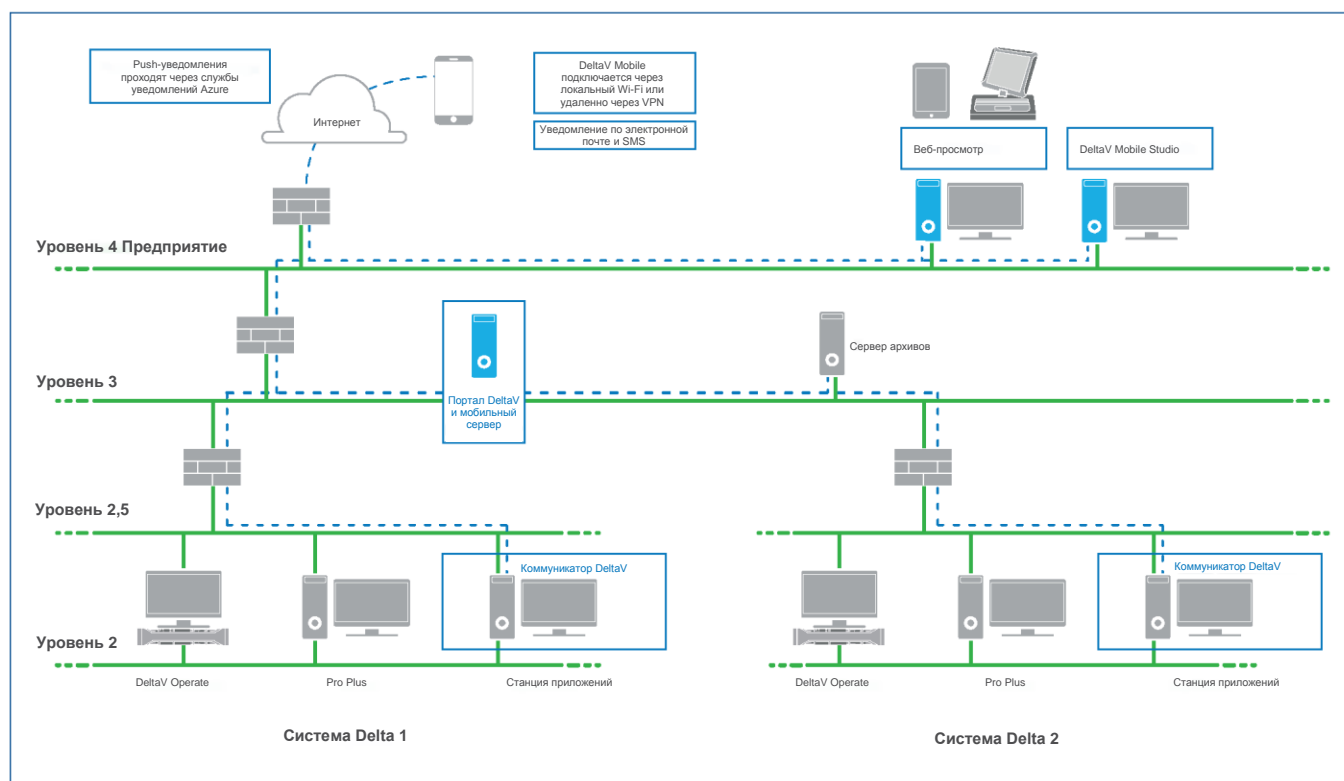 Push-уведомления
проходят через службы
уведомлений Azure
Интернет
DeltaV Mobile
подключается через
локальный Wi-Fi или
удаленно через VPN
Уведомление по электронной
почте и SMS
Веб-просмотр
DeltaV Mobile Studio
Уровень 4 Предприятие
Сервер архивов
Уровень 3
Портал DeltaV
и мобильный
сервер
Уровень 2,5
Коммуникатор DeltaV
Коммуникатор DeltaV
Уровень 2
DeltaV Operate
Pro Plus
Станция приложений
DeltaV Operate
Pro Plus
Станция приложений
Система Delta 1
Система Delta 2